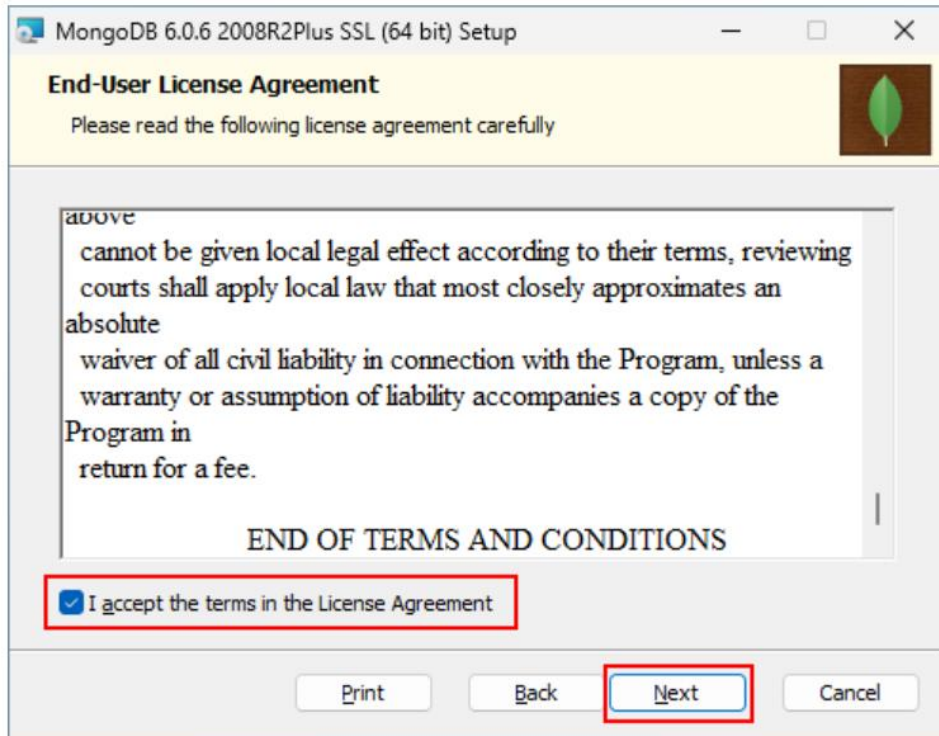 MongoDB 6.0.6 2008R2Plus SSL (64 bit) Setup
End-User License Agreement
Please read the following license agreement carefully
above
cannot be given local legal effect according to their terms, reviewing
courts shall apply local law that most closely approximates an
absolute
waiver of all civil liability in connection with the Program, unless a
warranty or assumption of liability accompanies a copy of the
Program in
return for a fee.
END OF TERMS AND CONDITIONS
I accept the terms in the License Agreement
Print Back Next Cancel